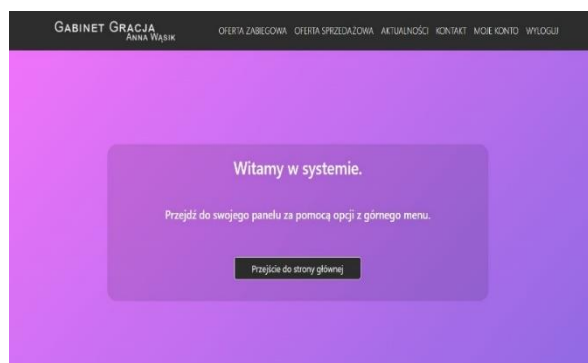 GABINET GRACJA
ANNA WĄSIK
OFERTA ZABIEGOWA OFERTA SPRZEDAŻOWA AKTUALNOŚCI KONTAKT MOJE KONTO WYLOGUJ
Witamy w systemie.
Przejdź do swojego panelu za pomocą opcji z górnego menu.
Przejście do strony głównej